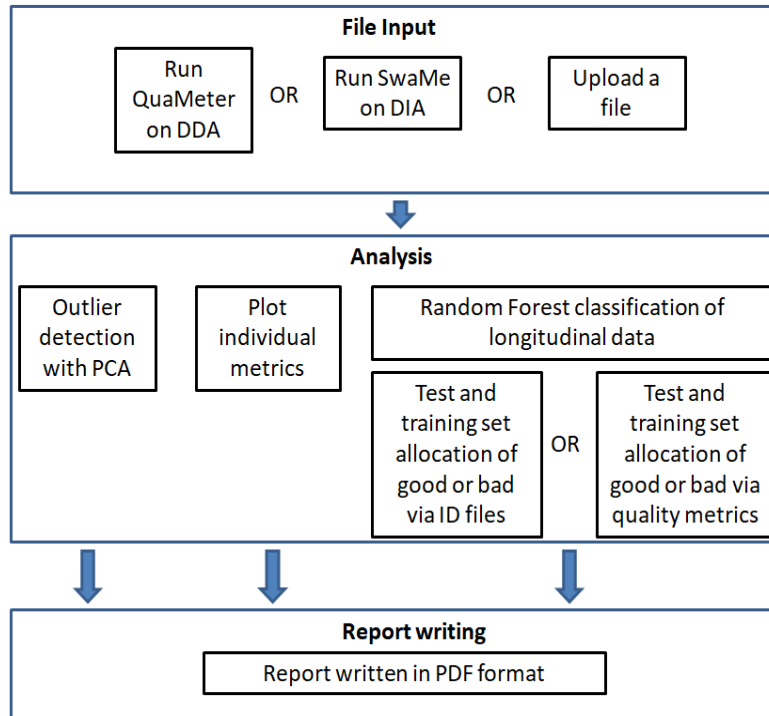 File Input
Run
QuaMeter
on DDA
OR
Run SwaMe
on DIA
OR
Upload a
file
Analysis
Outlier
detection
with PCA
Plot
individual
metrics
Random Forest classification of
longitudinal data
Test and
training set
allocation of
good or bad
via ID files
OR
Test and
training set
allocation of
good or bad via
quality metrics
Report writing
Report written in PDF format